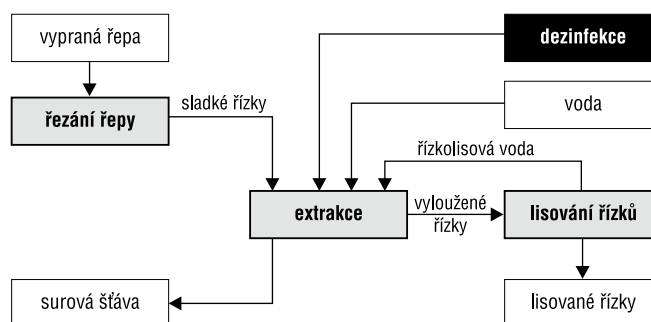 vypraná řepa
dezinfekce
řezání řepy
sladké řízky
voda
řízkolisová voda
extrakce
vyloužené
řízky
lisování řízků
surová šťáva
lisované řízky